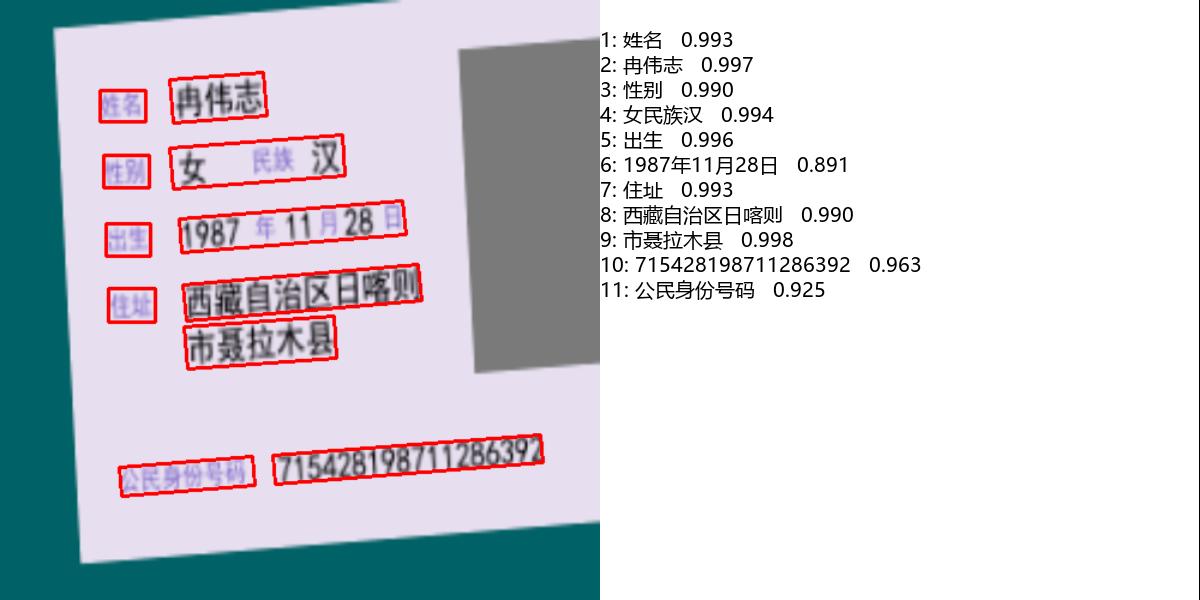 姓名 冉伟志
性别 女 民族 汉
出生 1987 年 11 月 28 日
住址 西藏自治区日喀则
市聂拉木县
公民身份号码 715428198711286392
1: 姓名 0.993
2: 冉伟志 0.997
3: 性别 0.990
4: 女民族汉 0.994
5: 出生 0.996
6: 1987年11月28日 0.891
7: 住址 0.993
8: 西藏自治区日喀则 0.990
9: 市聂拉木县 0.998
10: 715428198711286392 0.963
11: 公民身份号码 0.925